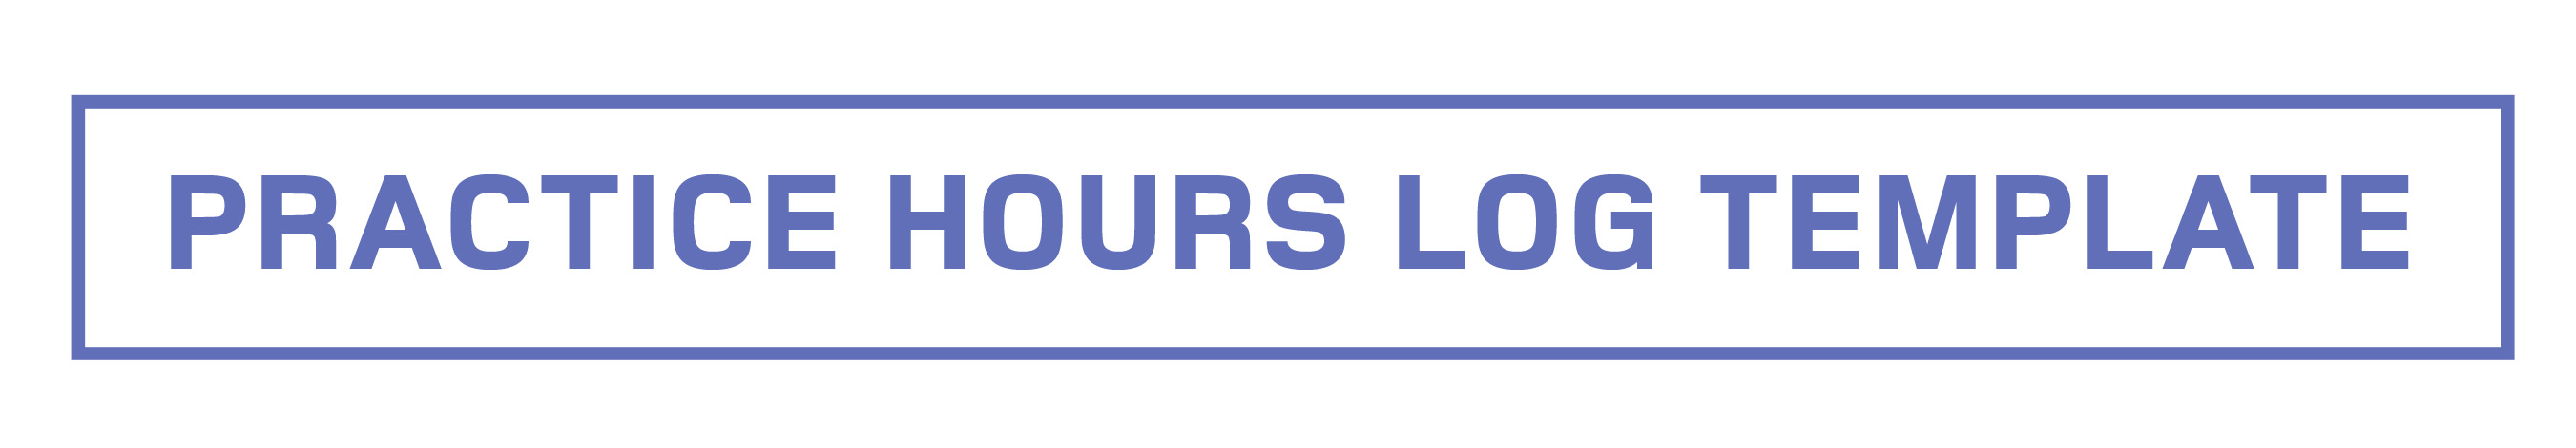 PRACTICE HOURS LOG TEMPLATE